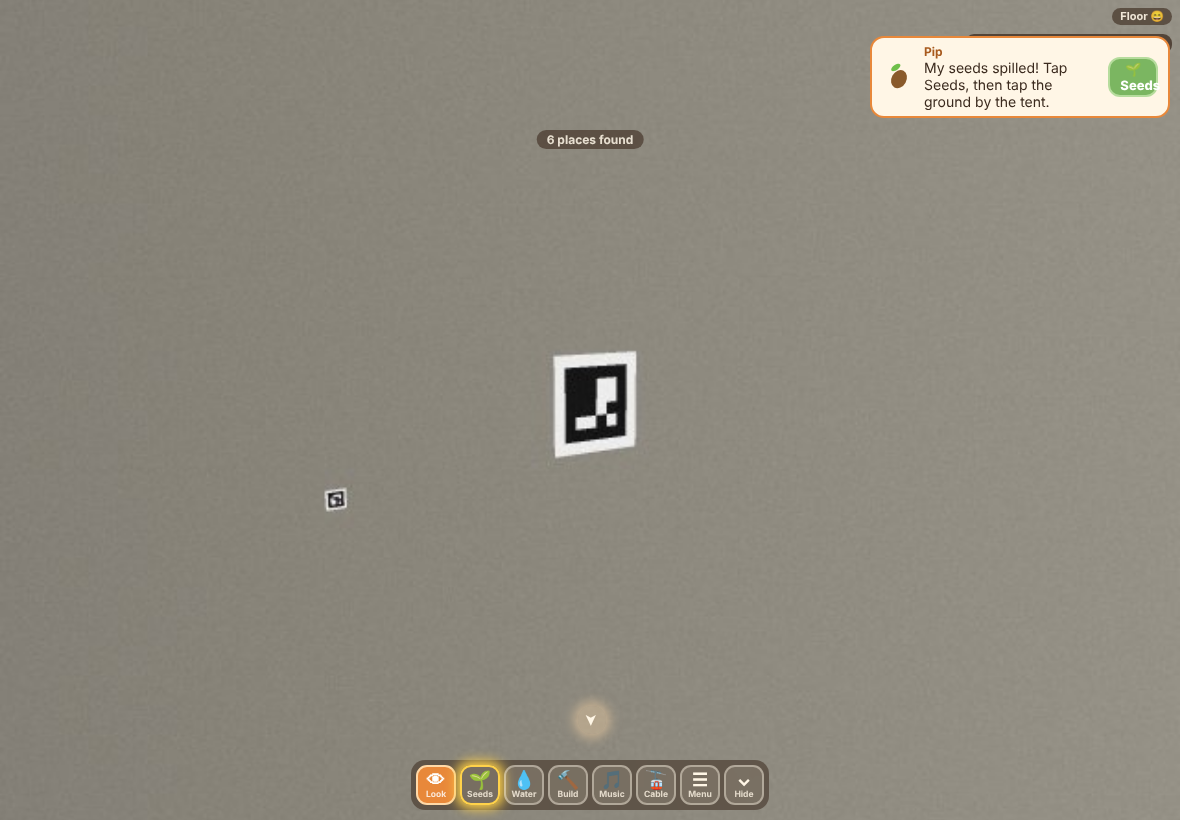 Floor 😄
Pip
My seeds spilled! Tap
Seeds, then tap the
ground by the tent.
🌱
Seeds
6 places found
Look
Seeds
Water
Build
Music
Cable
Menu
Hide